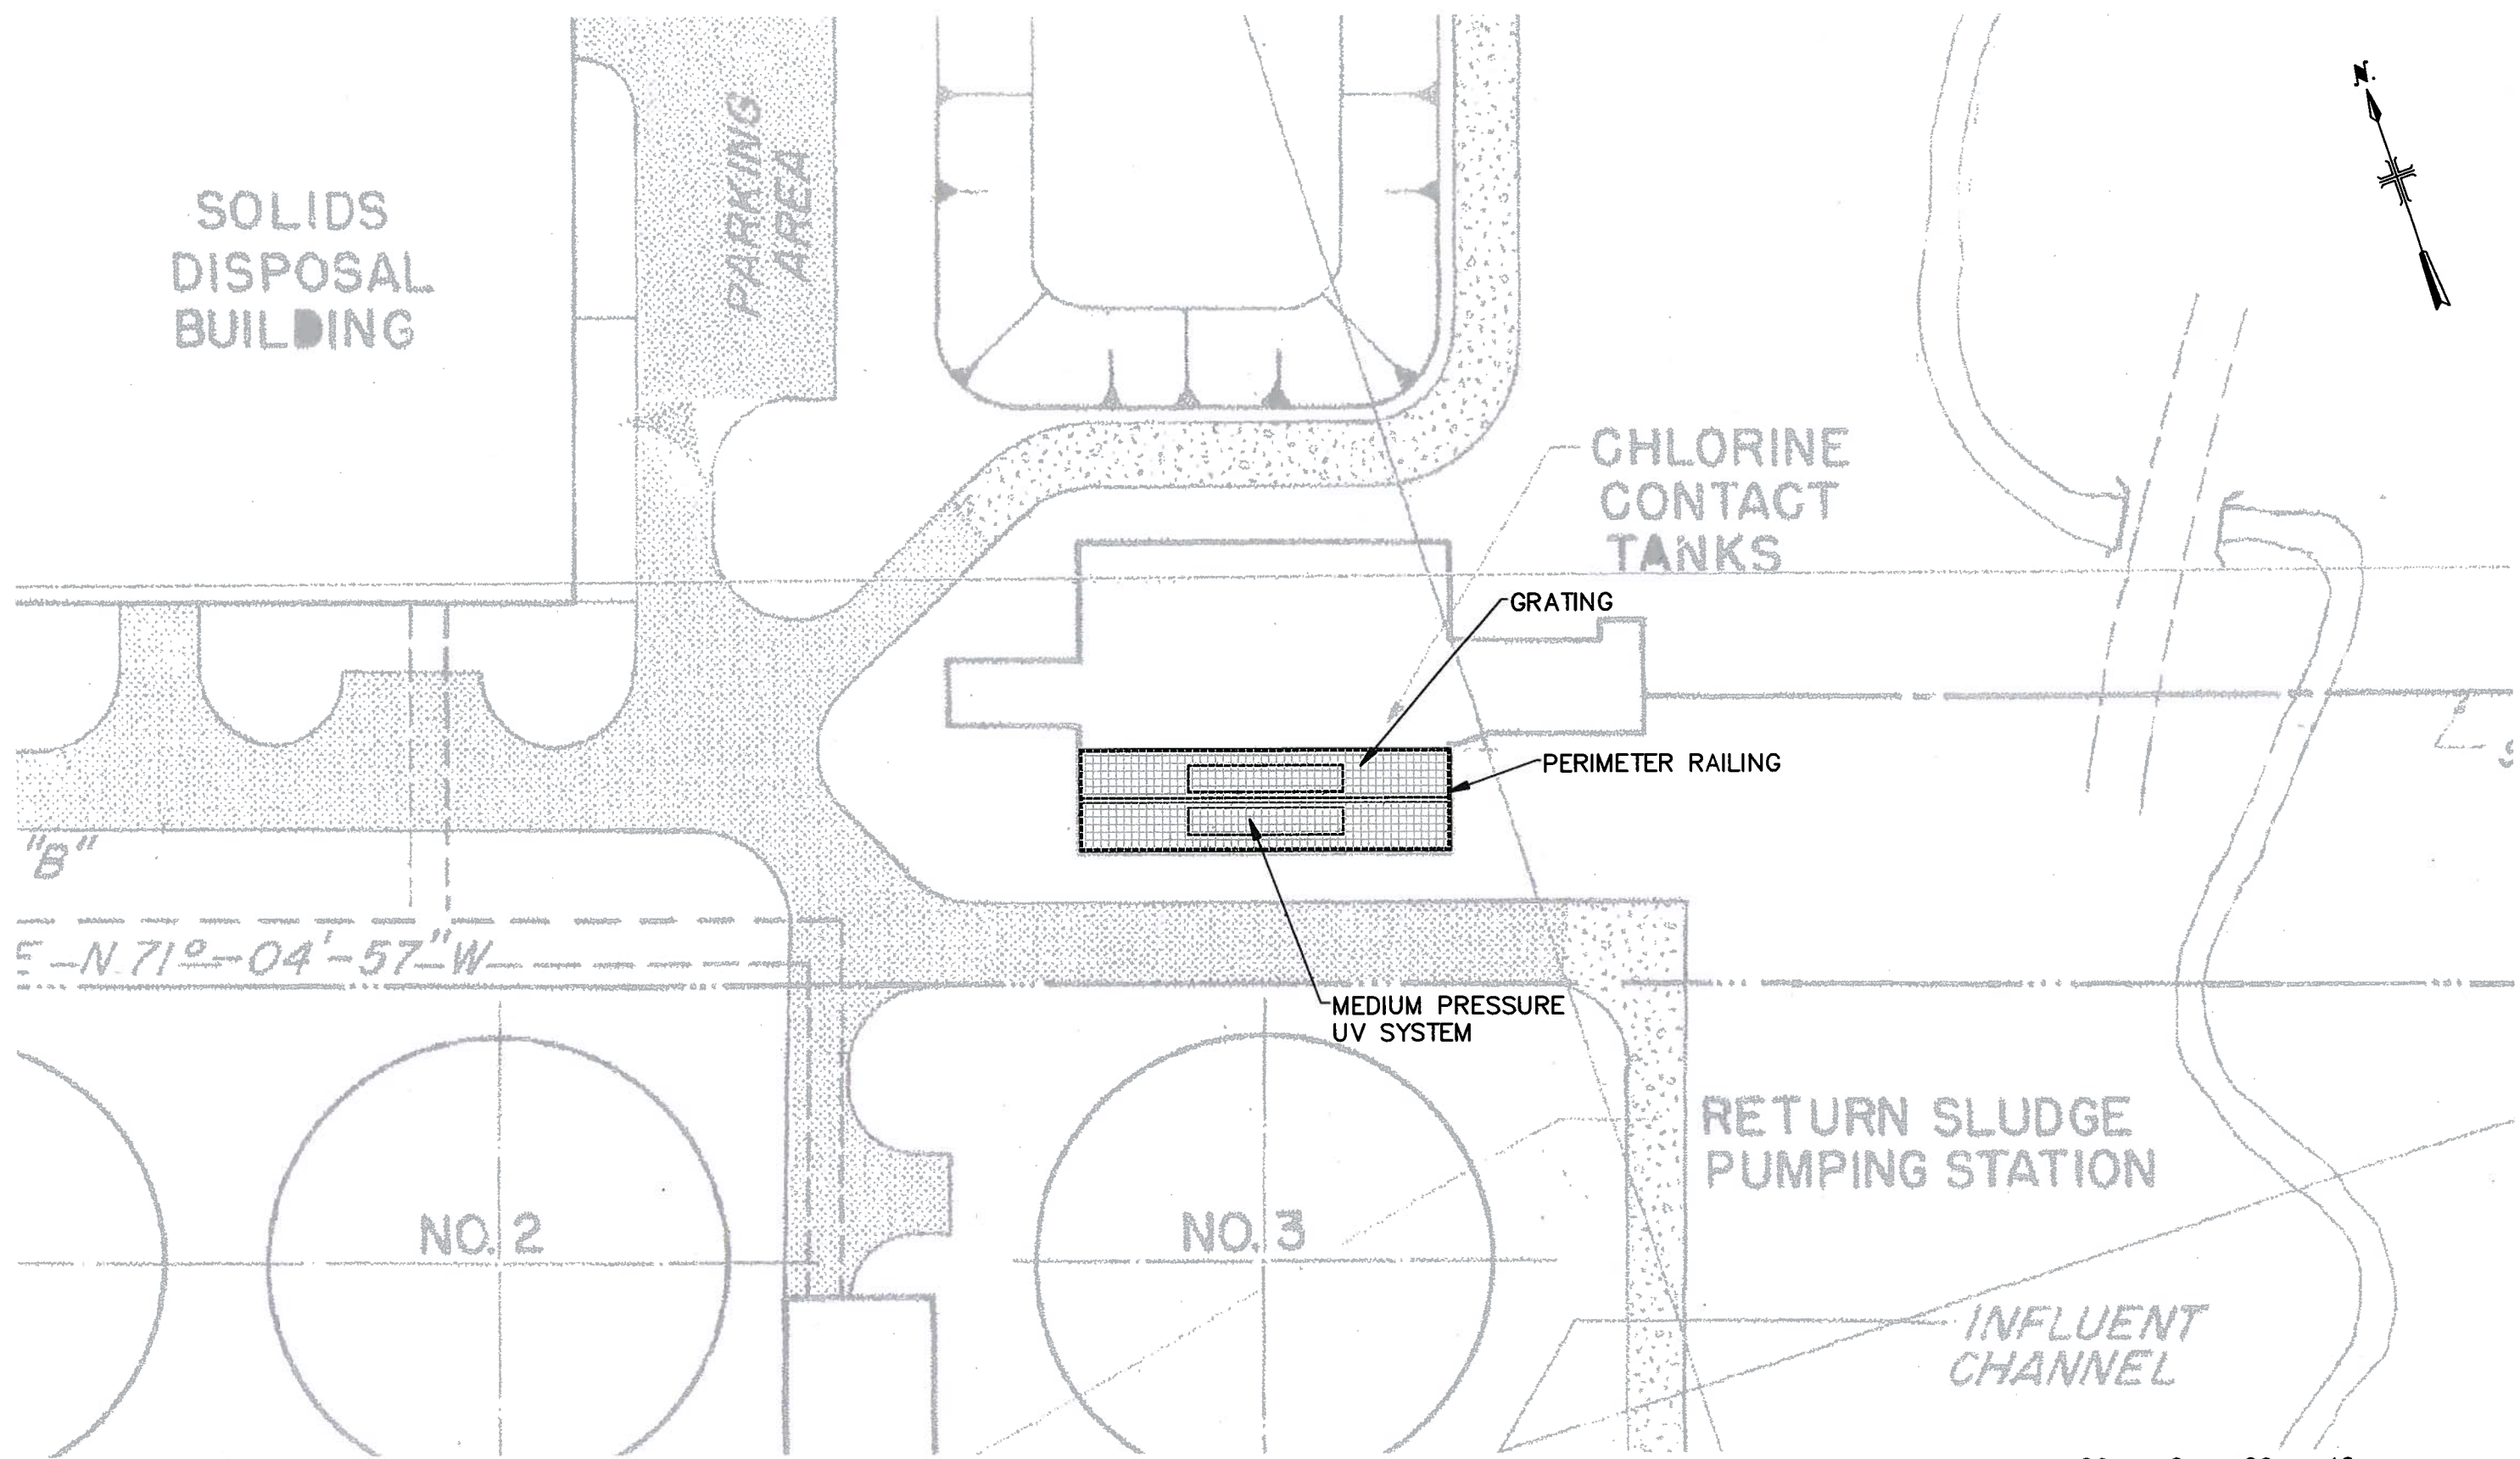 N.
SOLIDS
DISPOSAL
BUILDING
PARKING
AREA
CHLORINE
CONTACT
TANKS
GRATING
PERIMETER RAILING
"B"
N 71°-04'-57" W
MEDIUM PRESSURE
UV SYSTEM
RETURN SLUDGE
PUMPING STATION
NO. 2
NO. 3
INFLUENT
CHANNEL